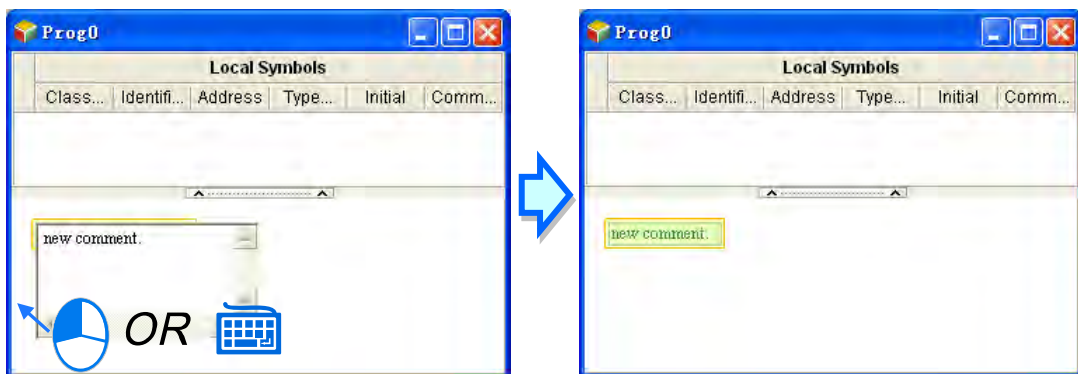 Prog0
Local Symbols
Class... Identifi... Address Type... Initial Comm...
new comment.
OR
Prog0
Local Symbols
Class... Identifi... Address Type... Initial Comm...
new comment.